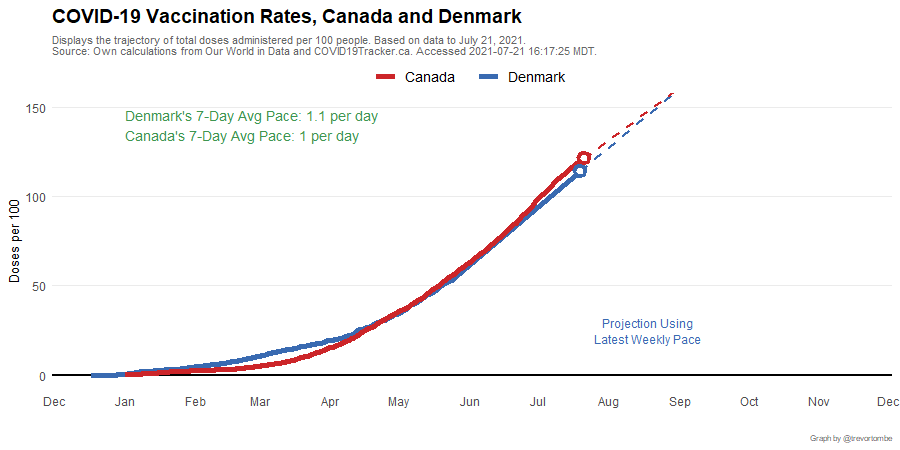 COVID-19 Vaccination Rates, Canada and Denmark
Displays the trajectory of total doses administered per 100 people. Based on data to July 21, 2021.
Source: Own calculations from Our World in Data and COVID19Tracker.ca. Accessed 2021-07-21 16:17:25 MDT.
Canada Denmark
150
Denmark's 7-Day Avg Pace: 1.1 per day
Canada's 7-Day Avg Pace: 1 per day
100
Doses per 100
50
Projection Using
Latest Weekly Pace
0
Dec Jan Feb Mar Apr May Jun Jul Aug Sep Oct Nov Dec
Graph by @trevortombe